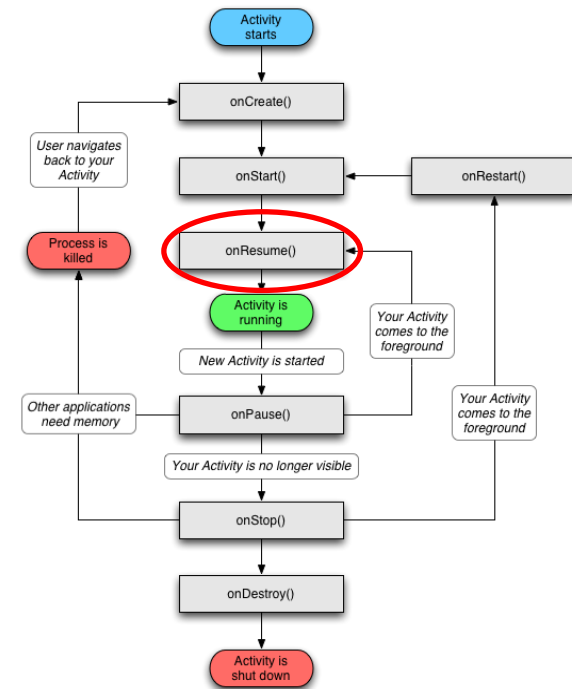 Activity
starts
onCreate()
User navigates
back to your
Activity
onStart()
onRestart()
Process is
killed
onResume()
Activity is
running
Your Activity
comes to the
foreground
New Activity is started
Other applications
need memory
onPause()
Your Activity
comes to the
foreground
Your Activity is no longer visible
onStop()
onDestroy()
Activity is
shut down